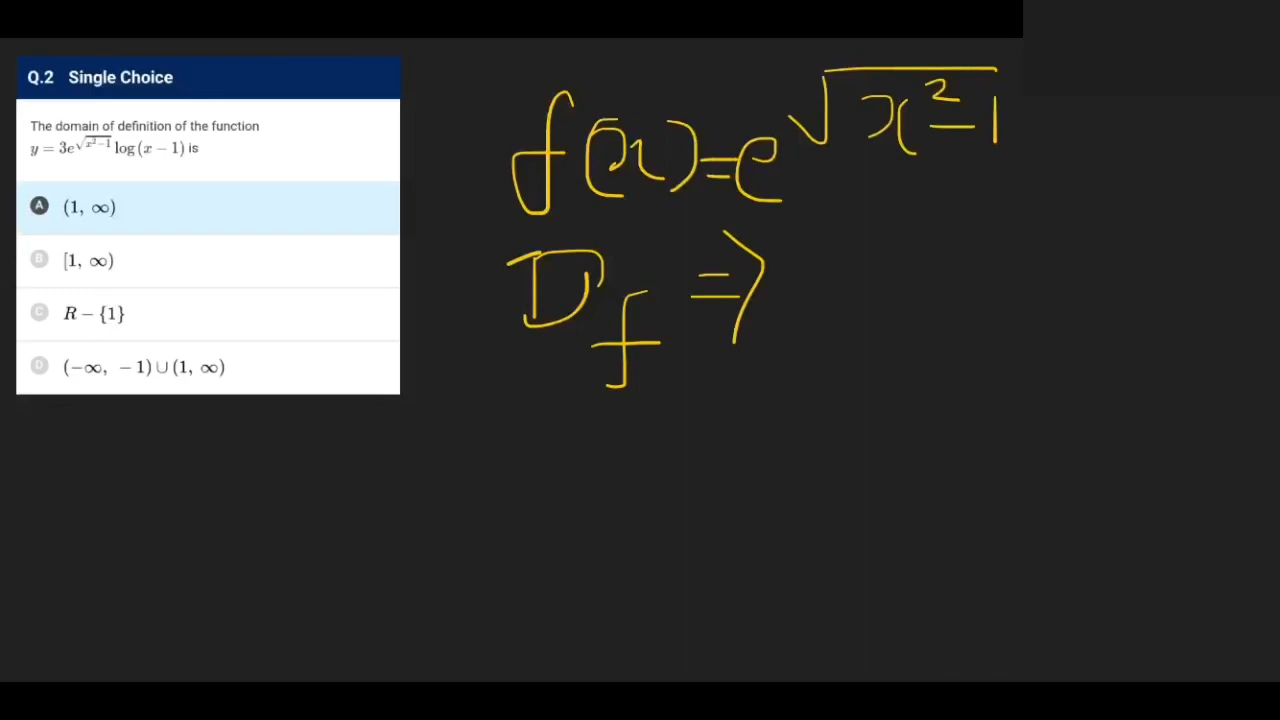 Q.2 Single Choice
The domain of definition of the function
y = 3e^{\sqrt{x^2-1}} log (x − 1) is
A (1, ∞)
B [1, ∞)
C R − {1}
D (−∞, − 1) ∪ (1, ∞)
f(x) = e^{\sqrt{x^2-1}}
D_f ⇒